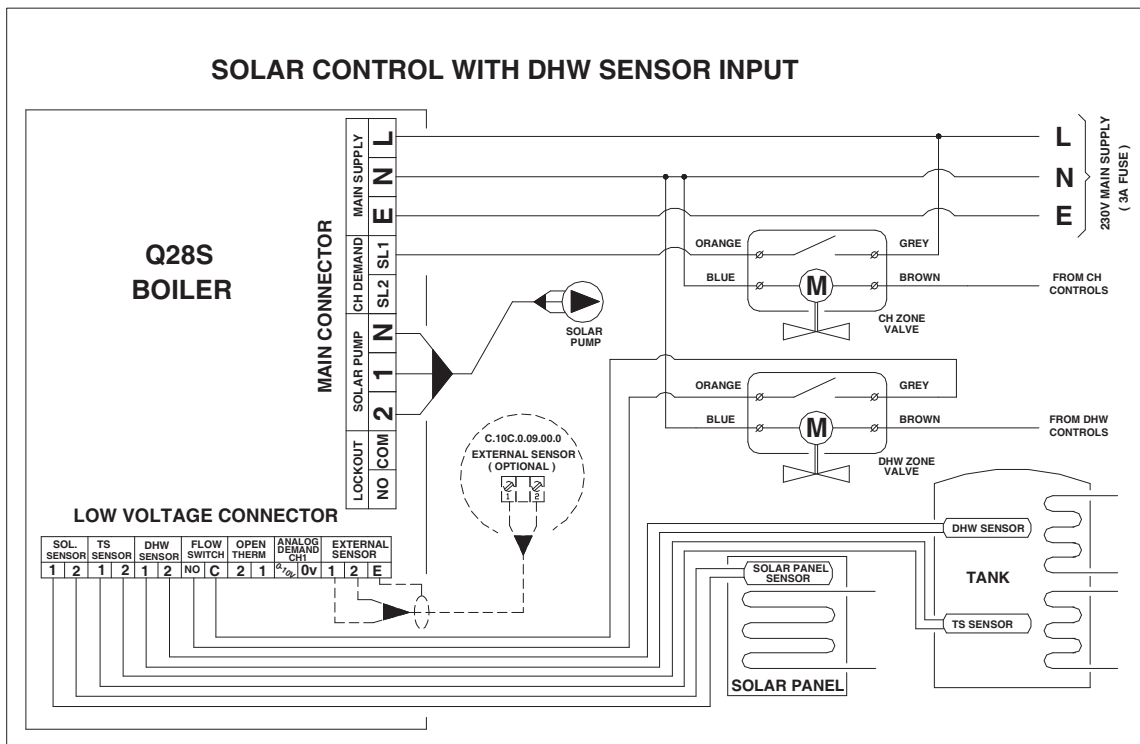 SOLAR CONTROL WITH DHW SENSOR INPUT
Q28S
BOILER
MAIN CONNECTOR
MAIN SUPPLY
L
N
E
CH DEMAND
SL1
SL2
SOLAR PUMP
N
1
2
LOCKOUT
COM
NO
L
N
E
230V MAIN SUPPLY
( 3A FUSE )
ORANGE
GREY
BLUE
M
BROWN
FROM CH
CONTROLS
CH ZONE
VALVE
SOLAR
PUMP
ORANGE
GREY
BLUE
M
BROWN
FROM DHW
CONTROLS
DHW ZONE
VALVE
C.10C.0.09.00.0
EXTERNAL SENSOR
( OPTIONAL )
1 2
LOW VOLTAGE CONNECTOR
SOL.
SENSOR
TS
SENSOR
DHW
SENSOR
FLOW
SWITCH
OPEN
THERM
ANALOG
DEMAND
CH1
EXTERNAL
SENSOR
1 2 1 2 1 2 NO C 2 1 0-10V 0v 1 2 E
DHW SENSOR
TANK
TS SENSOR
SOLAR PANEL
SENSOR
SOLAR PANEL